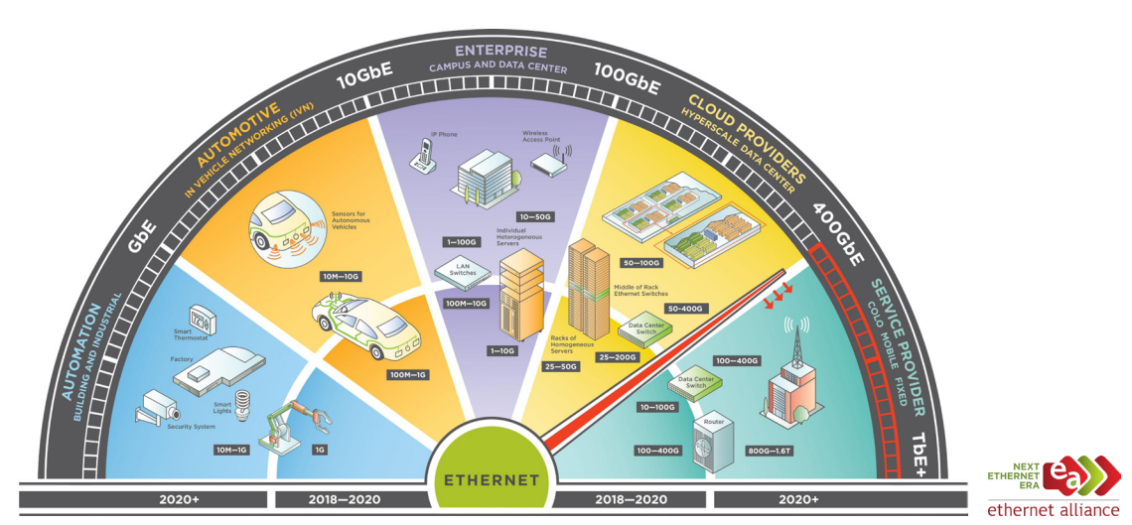 ENTERPRISE
CAMPUS AND DATA CENTER
10GbE
100GbE
AUTOMOTIVE
IN VEHICLE NETWORKING (IVN)
CLOUD PROVIDERS
HYPERSCALE DATA CENTER
GbE
400GbE
AUTOMATION
BUILDING AND INDUSTRIAL
SERVICE PROVIDER
COLO MOBILE FIXED
TbE+
Smart
Thermostat
Factory
Smart
Lights
Security System
10M—1G
1G
Sensors for
Autonomous
Vehicles
10M—10G
100M—1G
IP Phone
Wireless
Access Point
10—50G
Individual
Heterogeneous
Servers
1—100G
LAN
Switches
100M—10G
1—10G
50—100G
Middle of Rack
Ethernet Switches
50-400G
Data Center
Switch
Racks of
Homogeneous
Servers
25—200G
25—50G
100—400G
Data Center
Switch
10—100G
Router
100—400G
800G—1.6T
ETHERNET
2020+
2018—2020
2018—2020
2020+
NEXT
ETHERNET
ERA
ea
ethernet alliance